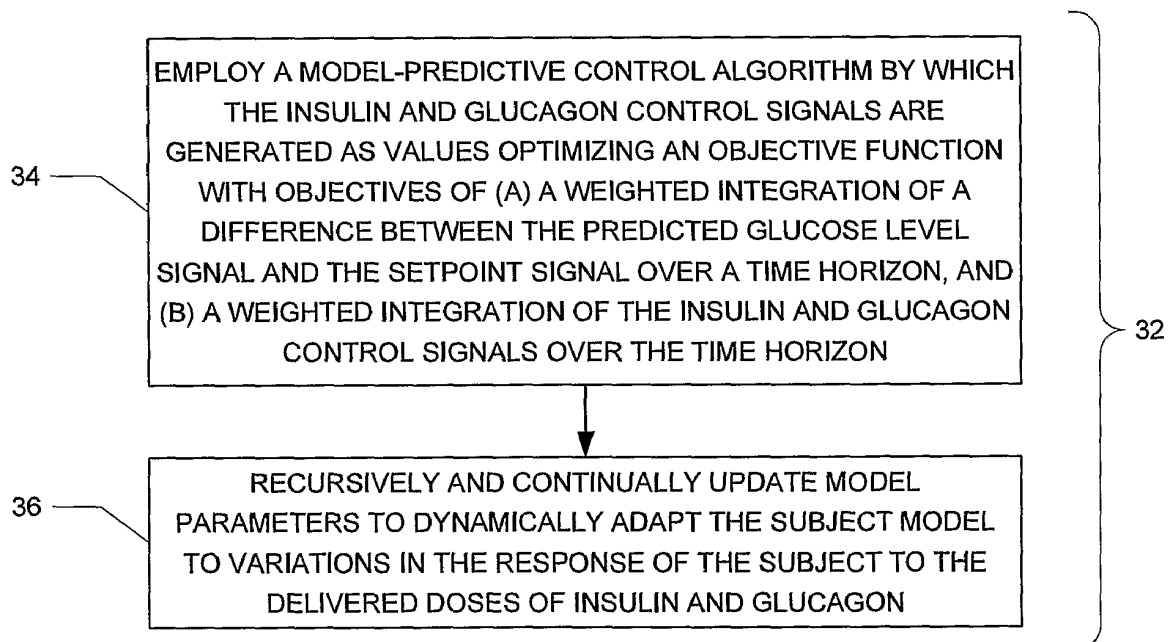 EMPLOY A MODEL-PREDICTIVE CONTROL ALGORITHM BY WHICH
THE INSULIN AND GLUCAGON CONTROL SIGNALS ARE
GENERATED AS VALUES OPTIMIZING AN OBJECTIVE FUNCTION
WITH OBJECTIVES OF (A) A WEIGHTED INTEGRATION OF A
DIFFERENCE BETWEEN THE PREDICTED GLUCOSE LEVEL
SIGNAL AND THE SETPOINT SIGNAL OVER A TIME HORIZON, AND
(B) A WEIGHTED INTEGRATION OF THE INSULIN AND GLUCAGON
CONTROL SIGNALS OVER THE TIME HORIZON
34
32
RECURSIVELY AND CONTINUALLY UPDATE MODEL
PARAMETERS TO DYNAMICALLY ADAPT THE SUBJECT MODEL
TO VARIATIONS IN THE RESPONSE OF THE SUBJECT TO THE
DELIVERED DOSES OF INSULIN AND GLUCAGON
36